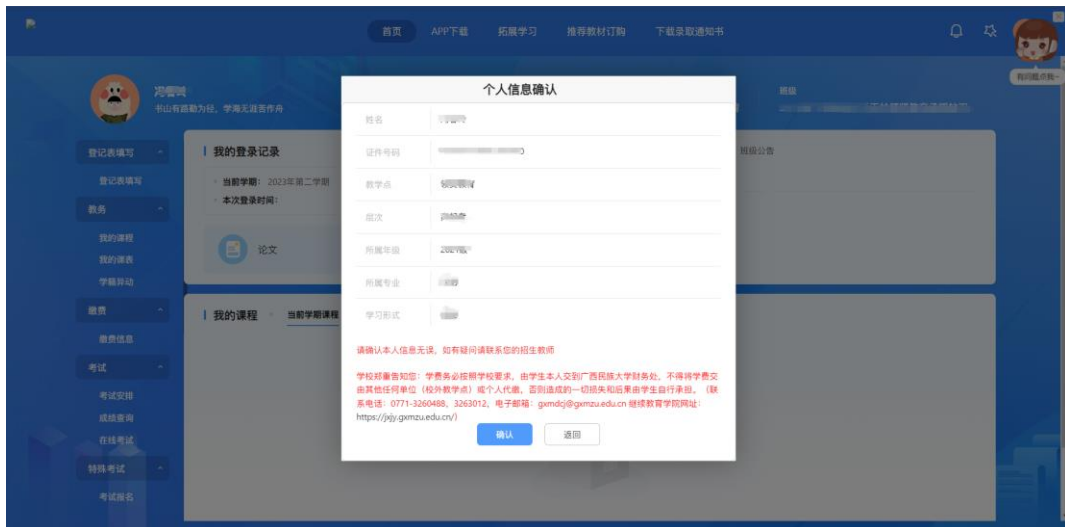 首页 APP下载 拓展学习 推荐教材订购 下载录取通知书
有问题点我~
书山有路勤为径，学海无涯苦作舟
班级
登记表填写
登记表填写
教务
我的课程
我的课表
学籍异动
缴费
缴费信息
考试
考试安排
成绩查询
在线考试
特殊考试
考试报名
我的登录记录
当前学期： 2023年第二学期
本次登录时间：
论文
我的课程 当前学期课程
班级公告
个人信息确认
姓名
证件号码
教学点
层次
所属年级
所属专业
学习形式
请确认本人信息无误，如有疑问请联系您的招生教师
学校郑重告知您：学费务必按照学校要求，由学生本人交到广西民族大学财务处，不得将学费交
由其他任何单位（校外教学点）或个人代缴，否则造成的一切损失和后果由学生自行承担。（联
系电话：0771-3260488，3263012，电子邮箱：gxmdcj@gxmzu.edu.cn 继续教育学院网址：
https://jxjy.gxmzu.edu.cn/）
确认 返回